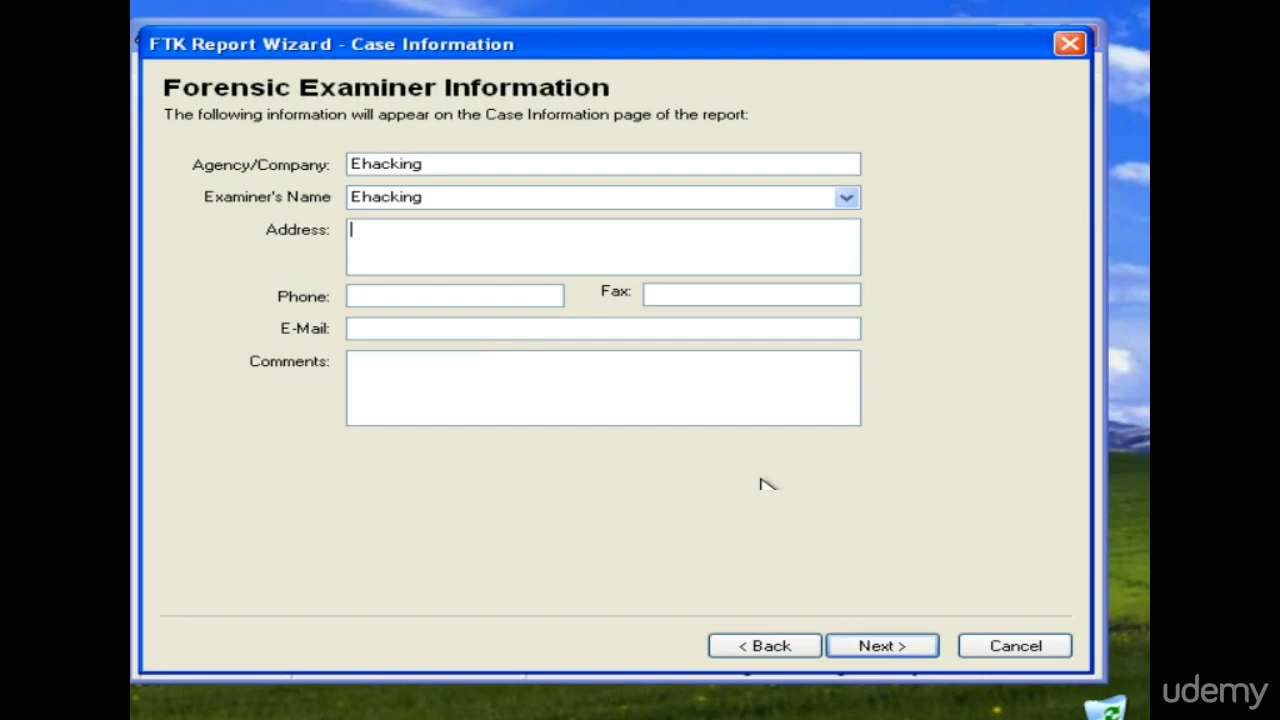 FTK Report Wizard - Case Information
Forensic Examiner Information
The following information will appear on the Case Information page of the report:
Agency/Company: Ehacking
Examiner's Name Ehacking
Address:
Phone: Fax:
E-Mail:
Comments:
< Back Next > Cancel
udemy